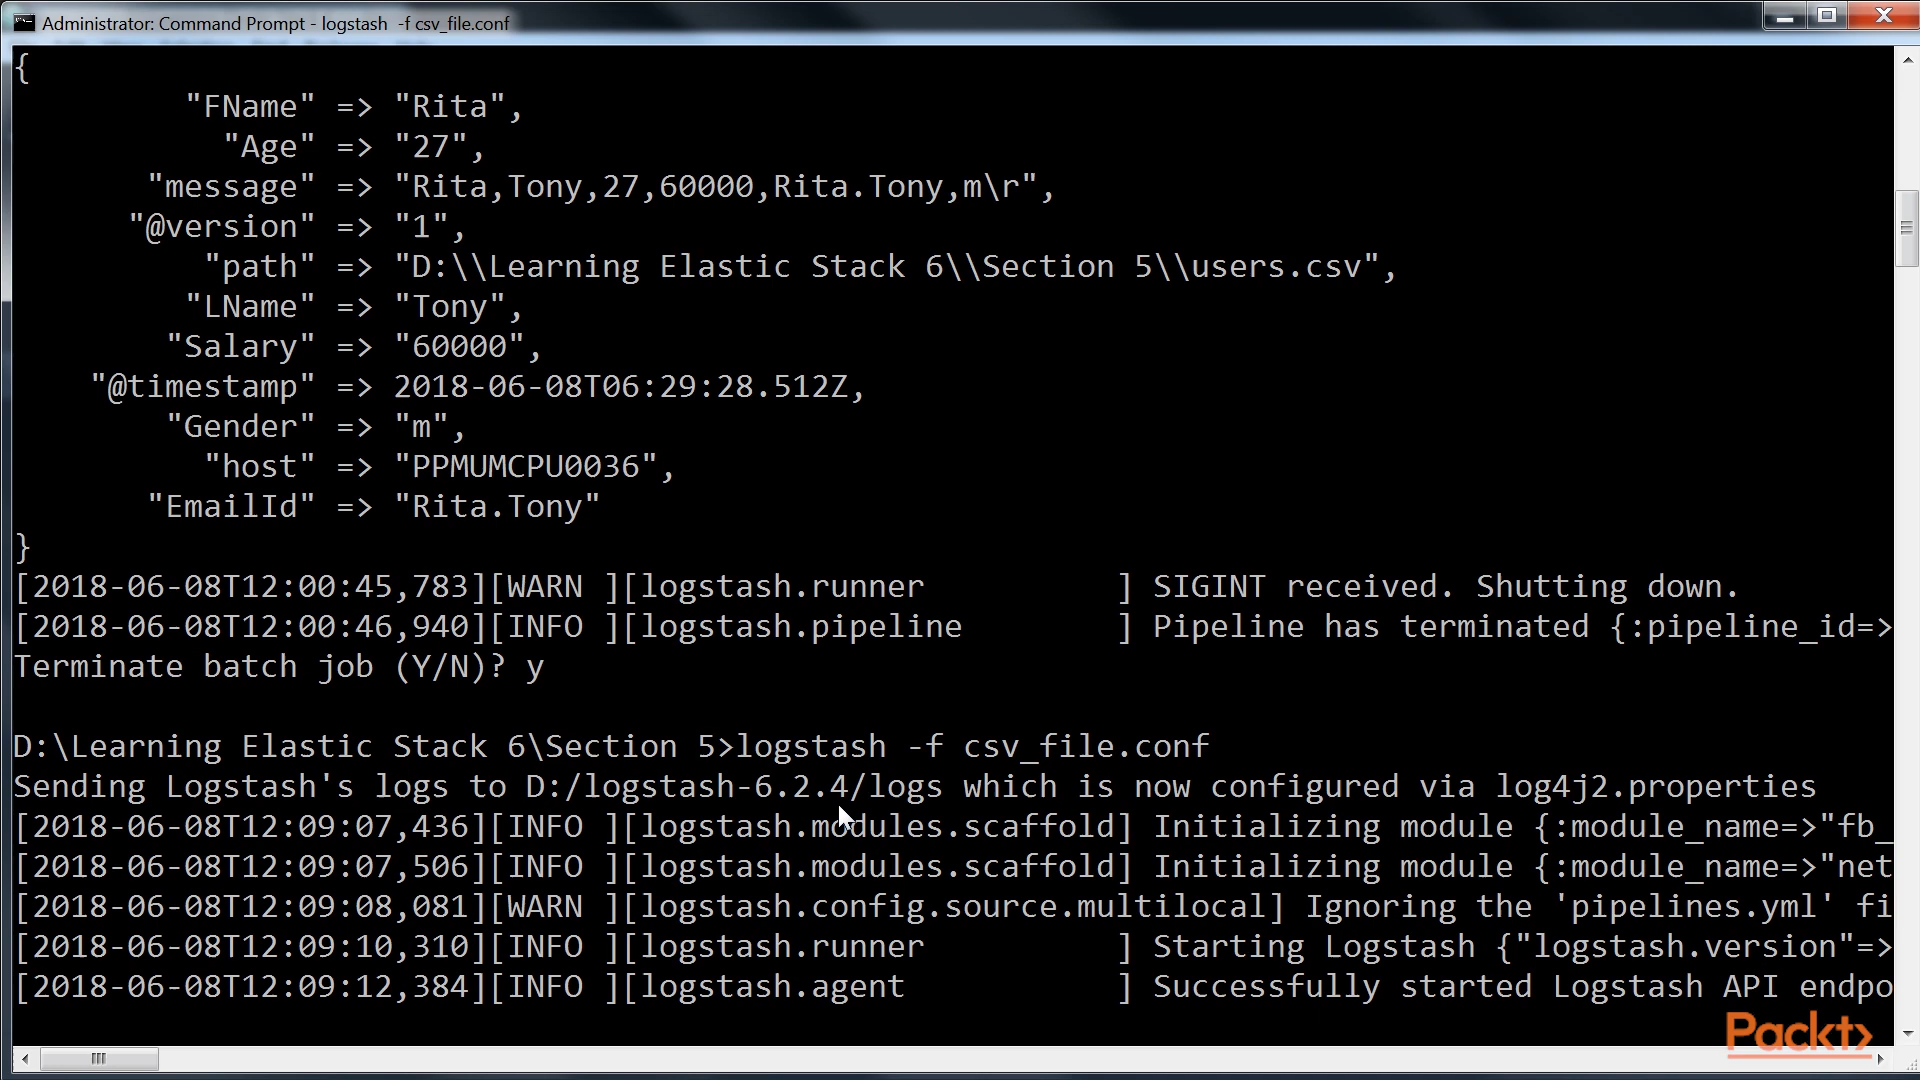 Administrator: Command Prompt - logstash -f csv_file.conf
{
"FName" => "Rita",
"Age" => "27",
"message" => "Rita,Tony,27,60000,Rita.Tony,m\r",
"@version" => "1",
"path" => "D:\\Learning Elastic Stack 6\\Section 5\\users.csv",
"LName" => "Tony",
"Salary" => "60000",
"@timestamp" => 2018-06-08T06:29:28.512Z,
"Gender" => "m",
"host" => "PPMUMCPU0036",
"EmailId" => "Rita.Tony"
}
[2018-06-08T12:00:45,783][WARN ][logstash.runner          ] SIGINT received. Shutting down.
[2018-06-08T12:00:46,940][INFO ][logstash.pipeline        ] Pipeline has terminated {:pipeline_id=>
Terminate batch job (Y/N)? y
D:\Learning Elastic Stack 6\Section 5>logstash -f csv_file.conf
Sending Logstash's logs to D:/logstash-6.2.4/logs which is now configured via log4j2.properties
[2018-06-08T12:09:07,436][INFO ][logstash.modules.scaffold] Initializing module {:module_name=>"fb_
[2018-06-08T12:09:07,506][INFO ][logstash.modules.scaffold] Initializing module {:module_name=>"net
[2018-06-08T12:09:08,081][WARN ][logstash.config.source.multilocal] Ignoring the 'pipelines.yml' fi
[2018-06-08T12:09:10,310][INFO ][logstash.runner          ] Starting Logstash {"logstash.version"=>
[2018-06-08T12:09:12,384][INFO ][logstash.agent           ] Successfully started Logstash API endpo
Packt>